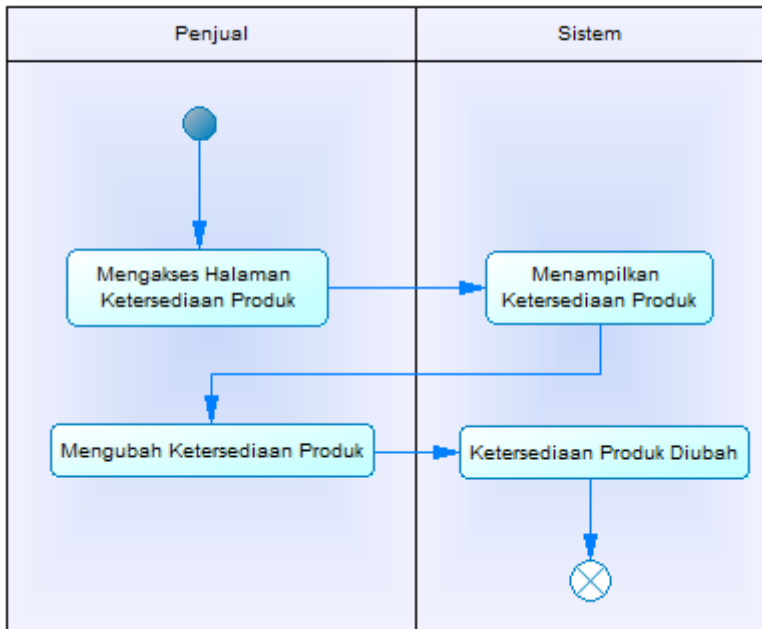 Penjual
Sistem
Mengakses Halaman
Ketersediaan Produk
Menampilkan
Ketersediaan Produk
Mengubah Ketersediaan Produk
Ketersediaan Produk Diubah